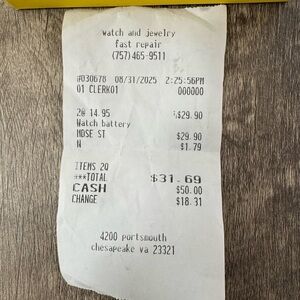 watch and jewelry
fast repair
(757)465-9511
#030678 08/31/2025 2:25:56PM
01 CLERK01 000000
2@ 14.95 $29.90
Watch battery
MDSE ST $29.90
$1.79
ITEMS 2Q
***TOTAL $31.69
CASH $50.00
CHANGE $18.31
4200 portsmouth
chesapeake va 23321